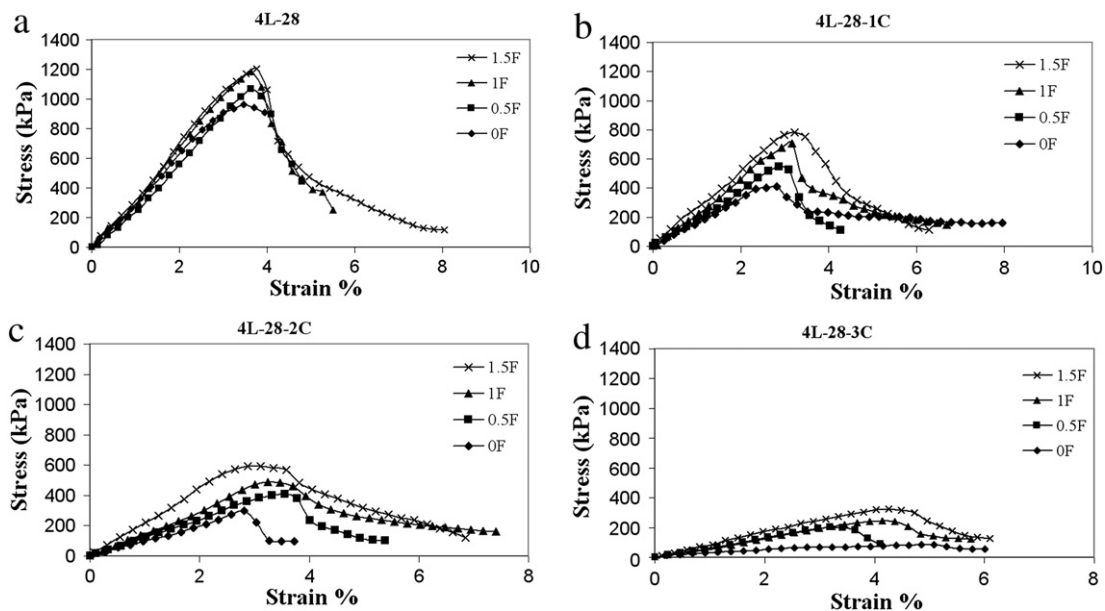 a
4L-28
1400
1200
1000
800
600
400
200
0
0 2 4 6 8 10
Stress (kPa)
Strain %
1.5F
1F
0.5F
0F
b
4L-28-1C
1400
1200
1000
800
600
400
200
0
0 2 4 6 8 10
Stress (kPa)
Strain %
1.5F
1F
0.5F
0F
c
4L-28-2C
1400
1200
1000
800
600
400
200
0
0 2 4 6 8
Stress (kPa)
Strain %
1.5F
1F
0.5F
0F
d
4L-28-3C
1400
1200
1000
800
600
400
200
0
0 2 4 6 8
Stress (kPa)
Strain %
1.5F
1F
0.5F
0F